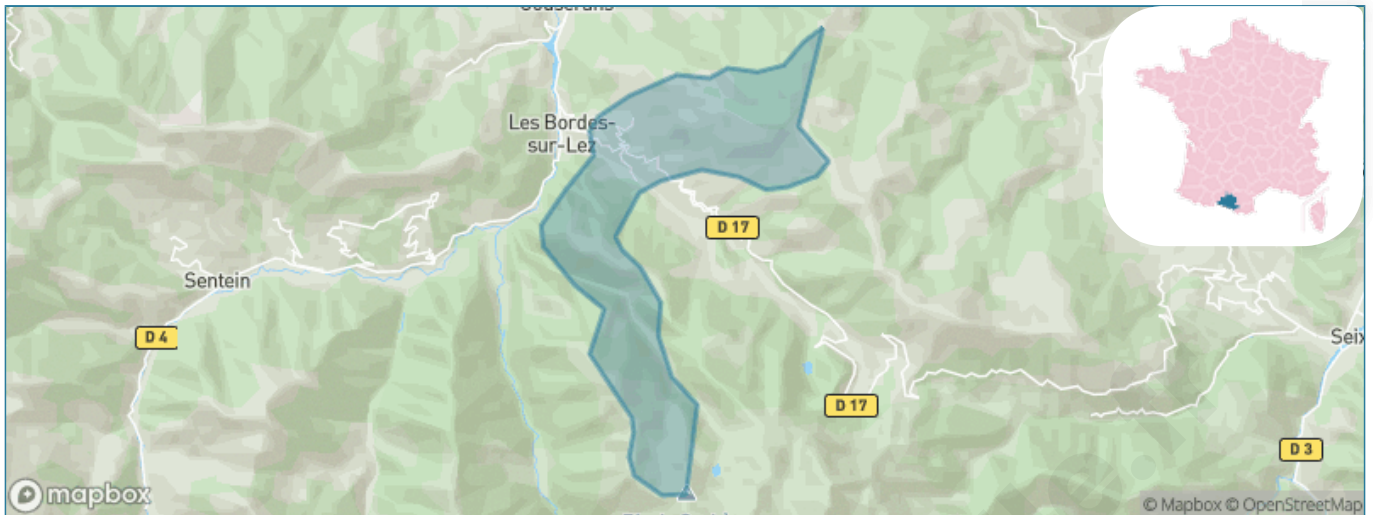 Les Bordes-
sur-Lez
D 17
Sentein
D 4
Seix
D 17
D 3
mapbox
© Mapbox © OpenStreetMap